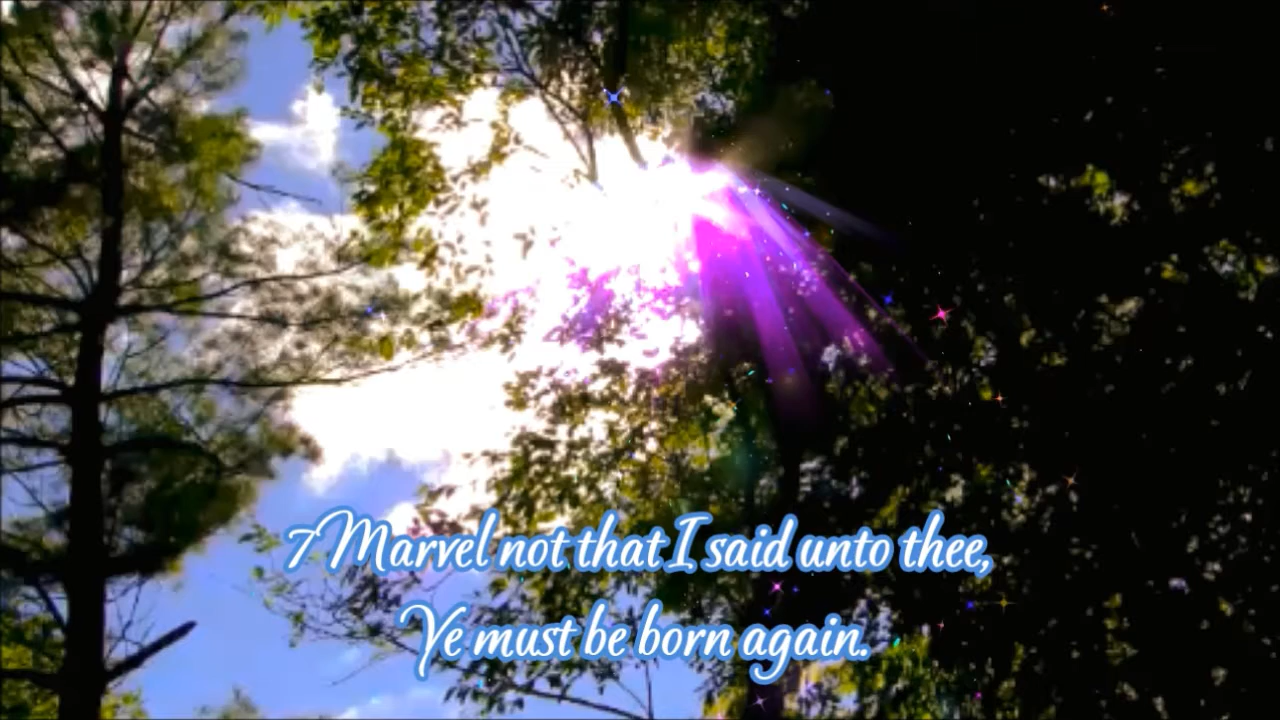 7 Marvel not that I said unto thee,
Ye must be born again.